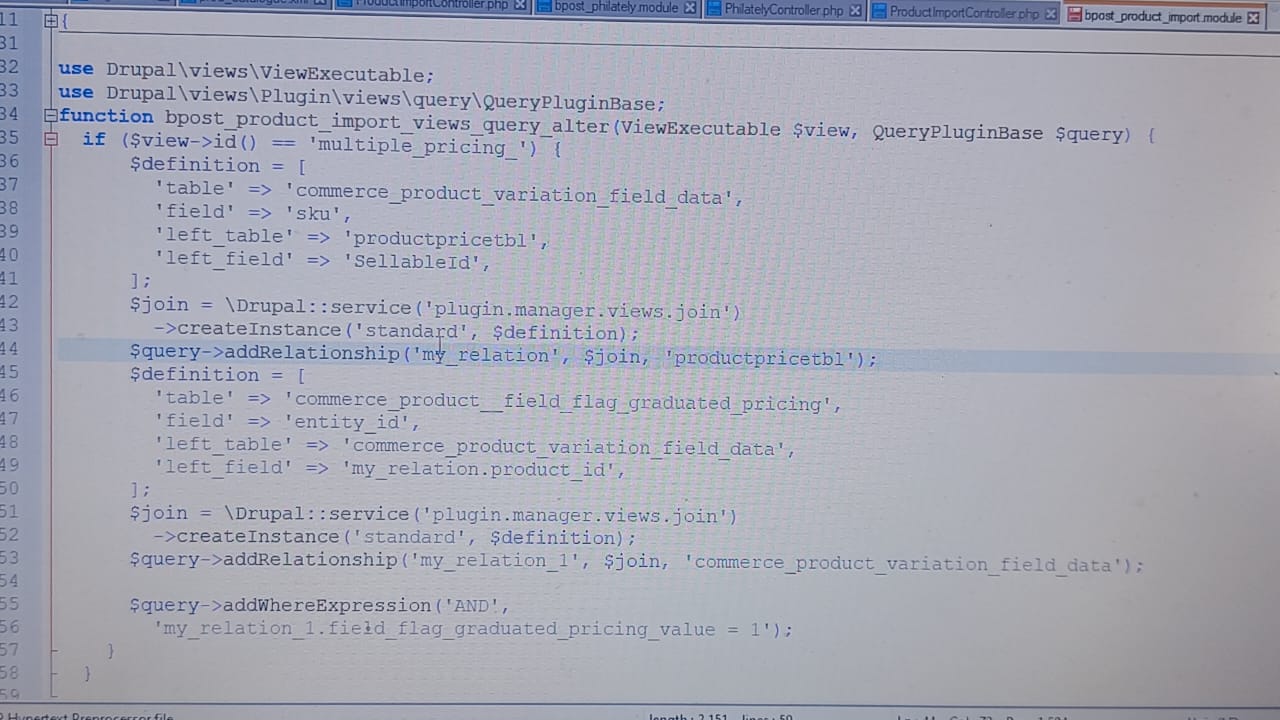 ProductImportController.php bpost_philately.module PhilatelyController.php ProductImportController.php bpost_product_import.module
11 {
31
32 use Drupal\views\ViewExecutable;
33 use Drupal\views\Plugin\views\query\QueryPluginBase;
34 function bpost_product_import_views_query_alter(ViewExecutable $view, QueryPluginBase $query) {
35 if ($view->id() == 'multiple_pricing_') {
36 $definition = [
37 'table' => 'commerce_product_variation_field_data',
38 'field' => 'sku',
39 'left_table' => 'productpricetbl',
40 'left_field' => 'SellableId',
41 ];
42 $join = \Drupal::service('plugin.manager.views.join')
43 ->createInstance('standard', $definition);
44 $query->addRelationship('my_relation', $join, 'productpricetbl');
45 $definition = [
46 'table' => 'commerce_product__field_flag_graduated_pricing',
47 'field' => 'entity_id',
48 'left_table' => 'commerce_product_variation_field_data',
49 'left_field' => 'my_relation.product_id',
50 ];
51 $join = \Drupal::service('plugin.manager.views.join')
52 ->createInstance('standard', $definition);
53 $query->addRelationship('my_relation_1', $join, 'commerce_product_variation_field_data');
54
55 $query->addWhereExpression('AND',
56 'my_relation_1.field_flag_graduated_pricing_value = 1');
57 }
58 }
59
Hypertext Preprocessor file length : 2,151 lines : 59